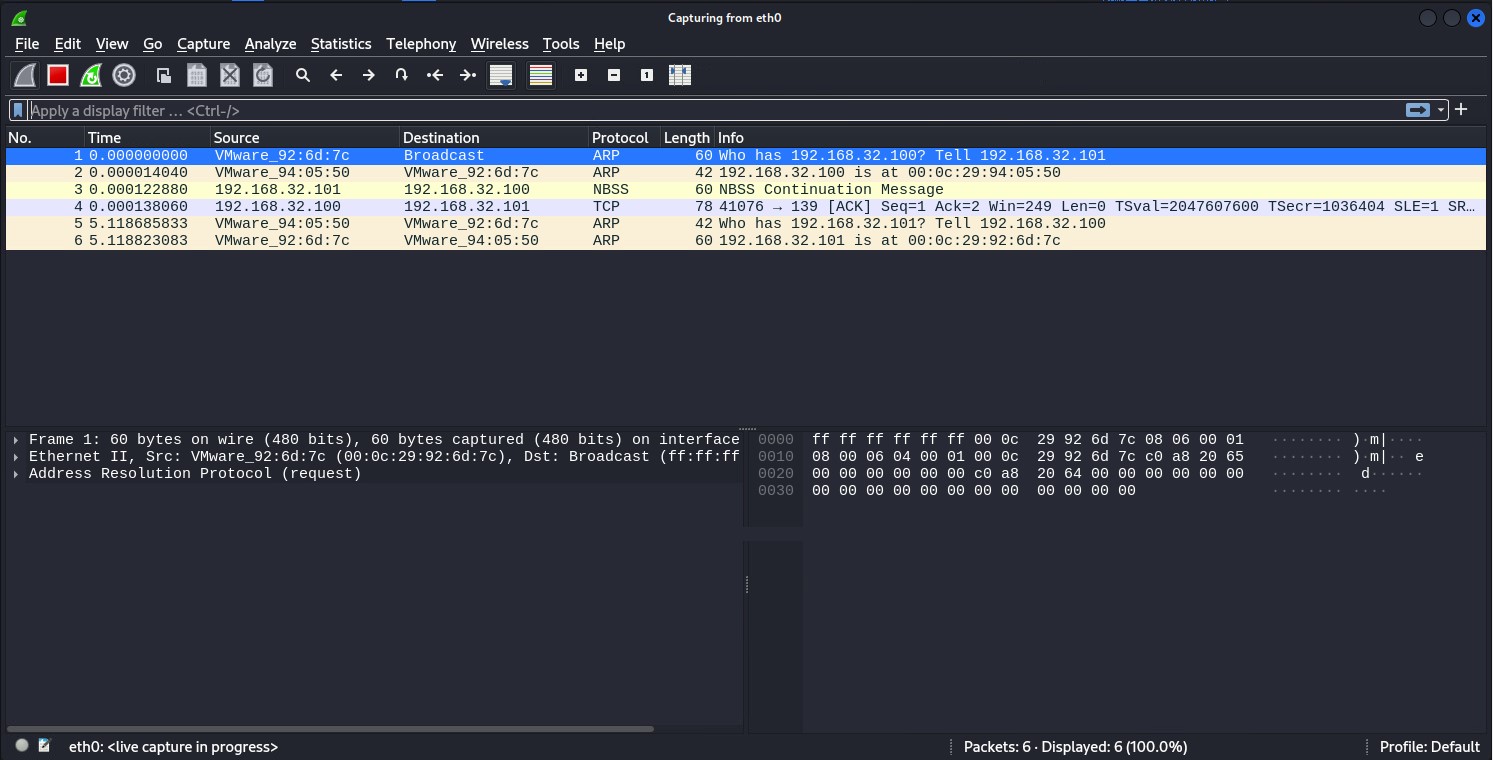 Capturing from eth0
File Edit View Go Capture Analyze Statistics Telephony Wireless Tools Help
Apply a display filter … <Ctrl-/>
No. Time Source Destination Protocol Length Info
1 0.000000000 VMware_92:6d:7c Broadcast ARP 60 Who has 192.168.32.100? Tell 192.168.32.101
2 0.000014040 VMware_94:05:50 VMware_92:6d:7c ARP 42 192.168.32.100 is at 00:0c:29:94:05:50
3 0.000122880 192.168.32.101 192.168.32.100 NBSS 60 NBSS Continuation Message
4 0.000138060 192.168.32.100 192.168.32.101 TCP 78 41076 → 139 [ACK] Seq=1 Ack=2 Win=249 Len=0 TSval=2047607600 TSecr=1036404 SLE=1 SR…
5 5.118685833 VMware_94:05:50 VMware_92:6d:7c ARP 42 Who has 192.168.32.101? Tell 192.168.32.100
6 5.118823083 VMware_92:6d:7c VMware_94:05:50 ARP 60 192.168.32.101 is at 00:0c:29:92:6d:7c
Frame 1: 60 bytes on wire (480 bits), 60 bytes captured (480 bits) on interface
Ethernet II, Src: VMware_92:6d:7c (00:0c:29:92:6d:7c), Dst: Broadcast (ff:ff:ff
Address Resolution Protocol (request)
0000 ff ff ff ff ff ff 00 0c 29 92 6d 7c 08 06 00 01 ········ )·m|····
0010 08 00 06 04 00 01 00 0c 29 92 6d 7c c0 a8 20 65 ········ )·m|·· e
0020 00 00 00 00 00 00 c0 a8 20 64 00 00 00 00 00 00 ········ d······
0030 00 00 00 00 00 00 00 00 00 00 00 00 ········ ····
eth0: <live capture in progress>
Packets: 6 · Displayed: 6 (100.0%)
Profile: Default